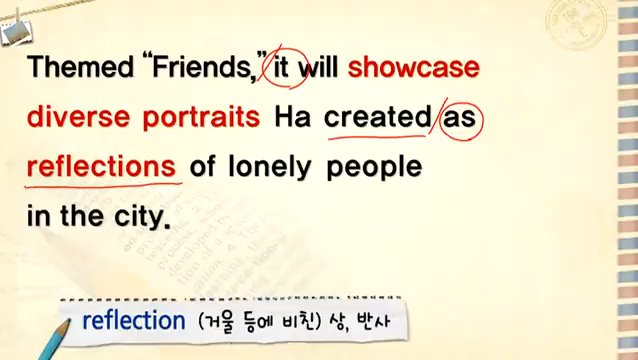 Themed “Friends,” it will showcase
diverse portraits Ha created as
reflections of lonely people
in the city.
reflection (거울 등에 비친) 상, 반사